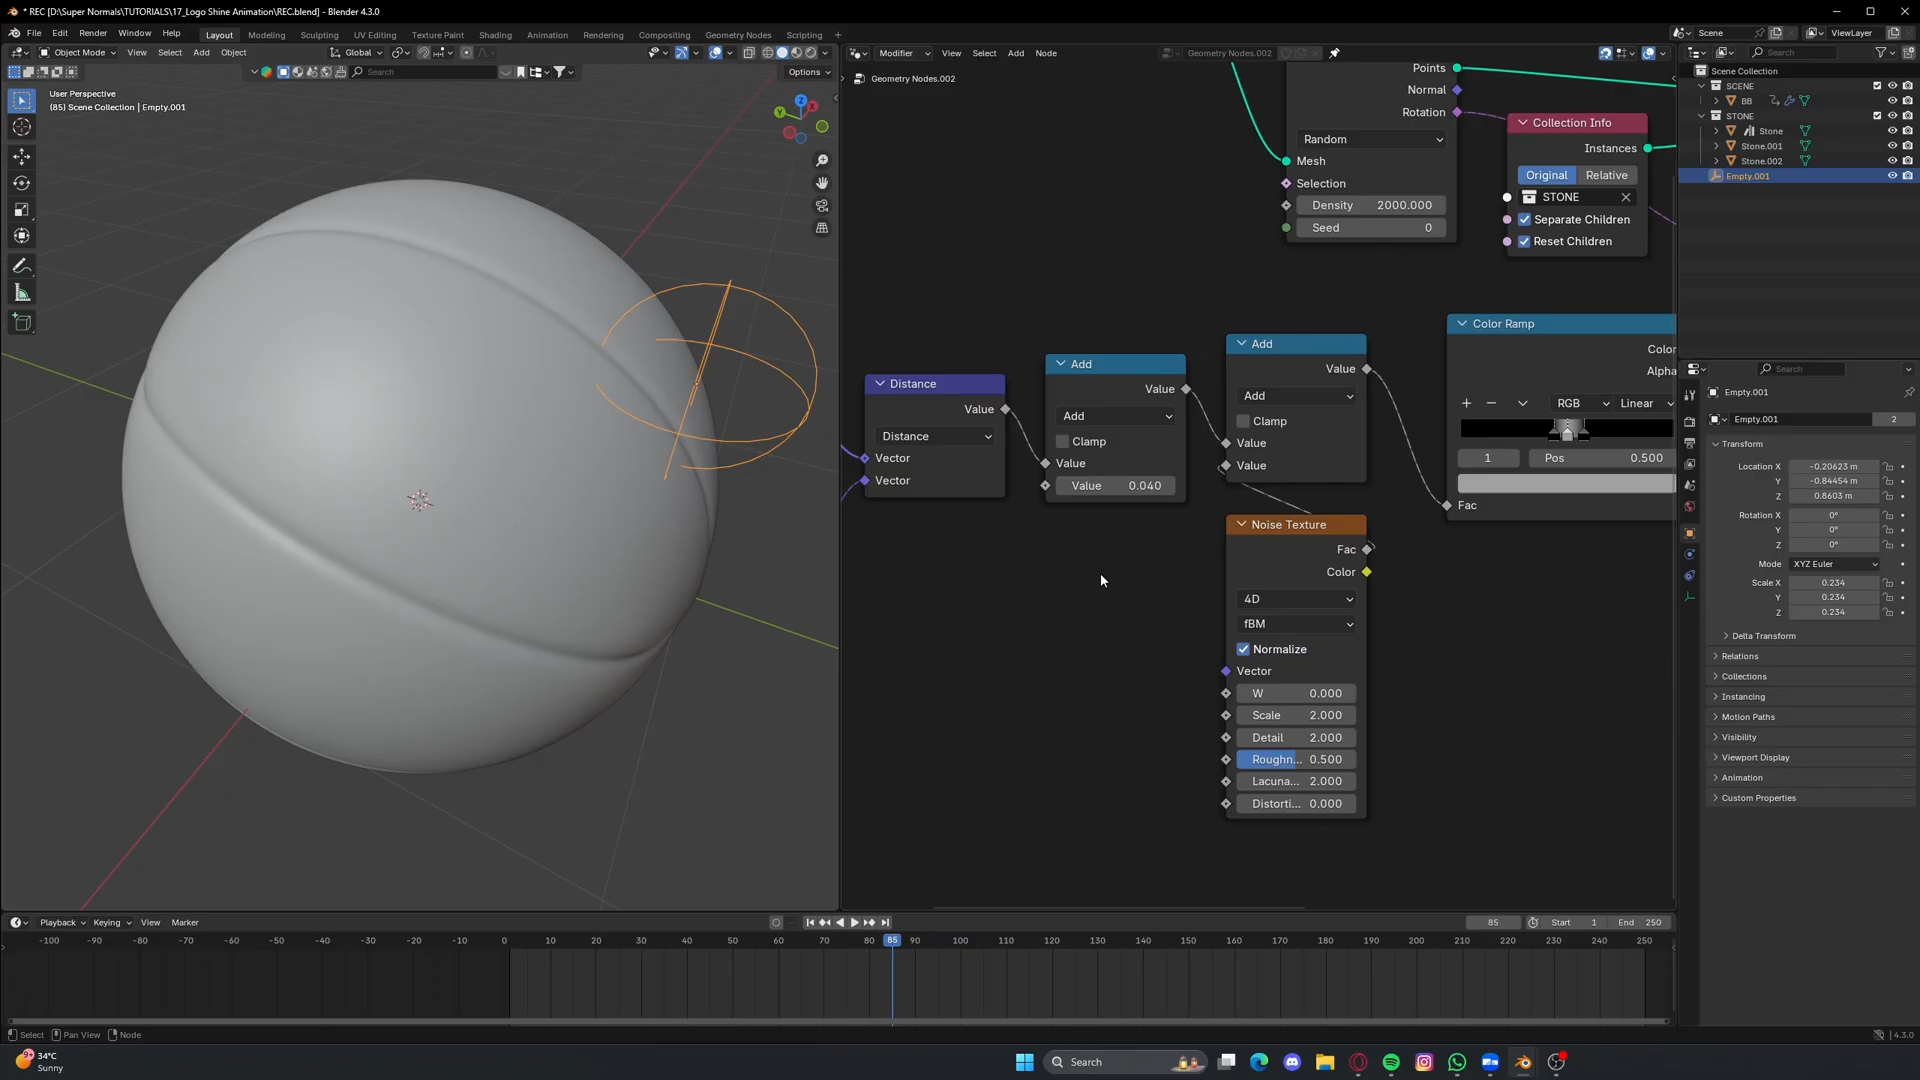 * REC [D:\Super Normals\TUTORIALS\17_Logo Shine Animation\REC.blend] - Blender 4.3.0
File Edit Render Window Help Layout Modeling Sculpting UV Editing Texture Paint Shading Animation Rendering Compositing Geometry Nodes Scripting + Scene ViewLayer
Object Mode View Select Add Object Global Modifier View Select Add Node Geometry Nodes.002 Search
Search Options
User Perspective
(85) Scene Collection | Empty.001
Z
X
Y
Geometry Nodes.002
Points
Normal
Rotation
Random
Mesh
Selection
Density 2000.000
Seed 0
Collection Info
Instances
Original Relative
STONE
Separate Children
Reset Children
Distance
Value
Distance
Vector
Vector
Add
Value
Add
Clamp
Value
Value 0.040
Add
Value
Add
Clamp
Value
Value
Noise Texture
Fac
Color
4D
fBM
Normalize
Vector
W 0.000
Scale 2.000
Detail 2.000
Roughn... 0.500
Lacuna... 2.000
Distorti... 0.000
Color Ramp
Color
Alpha
RGB Linear
1 Pos 0.500
Fac
Scene Collection
SCENE
BB
STONE
Stone
Stone.001
Stone.002
Empty.001
Search
Empty.001
Empty.001 2
Transform
Location X -0.20623 m
Y -0.84454 m
Z 0.8603 m
Rotation X 0°
Y 0°
Z 0°
Mode XYZ Euler
Scale X 0.234
Y 0.234
Z 0.234
Delta Transform
Relations
Collections
Instancing
Motion Paths
Visibility
Viewport Display
Animation
Custom Properties
Playback Keying View Marker 85 Start 1 End 250
-100 -90 -80 -70 -60 -50 -40 -30 -20 -10 0 10 20 30 40 50 60 70 80 85 90 100 110 120 130 140 150 160 170 180 190 200 210 220 230 240 250
Select Pan View Node 4.3.0
9+ 34°C
Sunny
Search